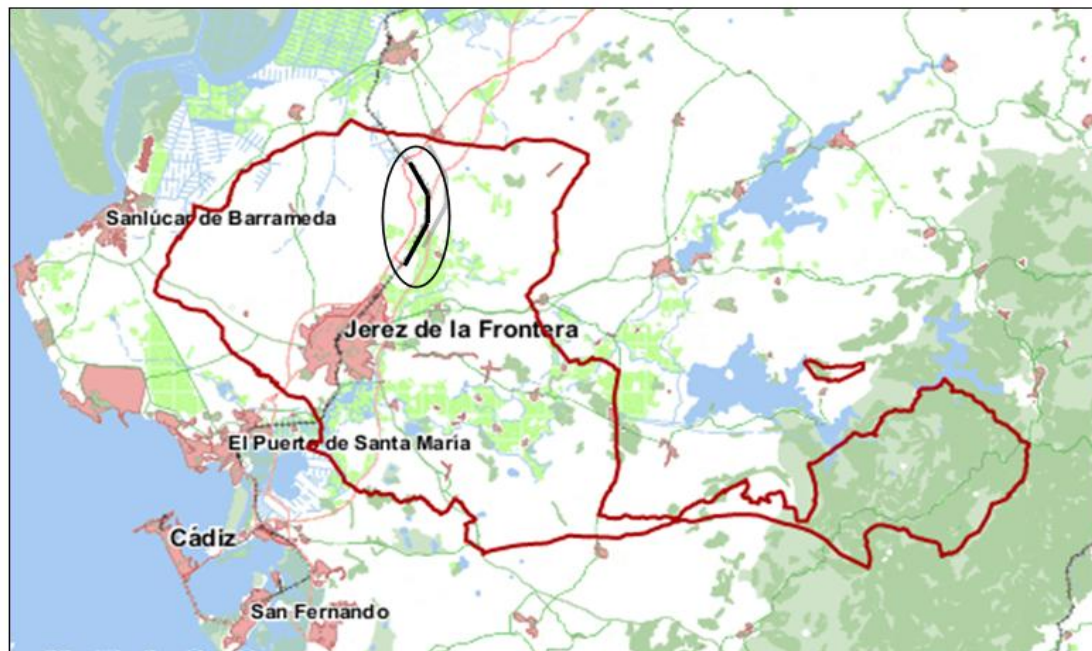 Sanlúcar de Barrameda
Jerez de la Frontera
El Puerto de Santa María
Cádiz
San Fernando